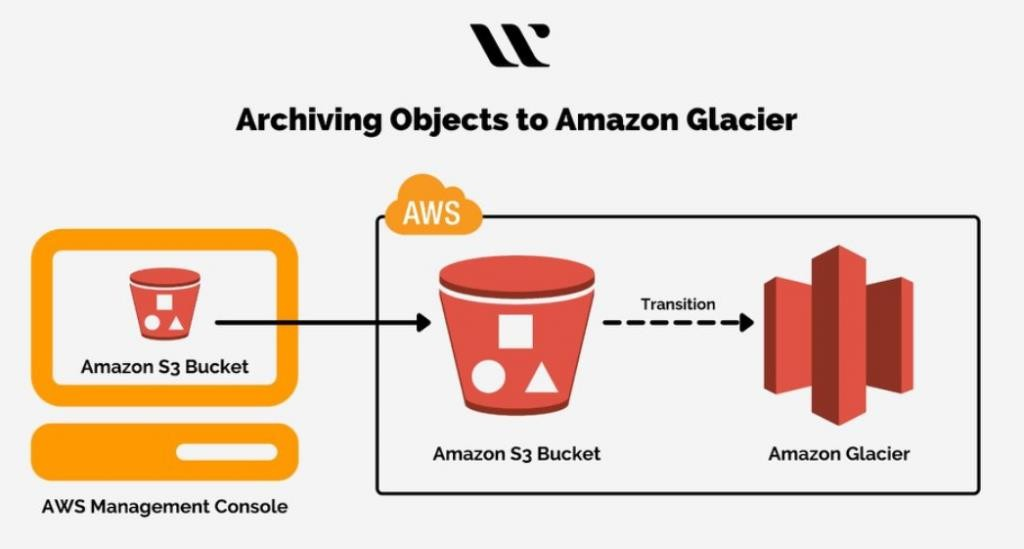 Archiving Objects to Amazon Glacier
AWS
Transition
Amazon S3 Bucket
Amazon S3 Bucket
Amazon Glacier
AWS Management Console